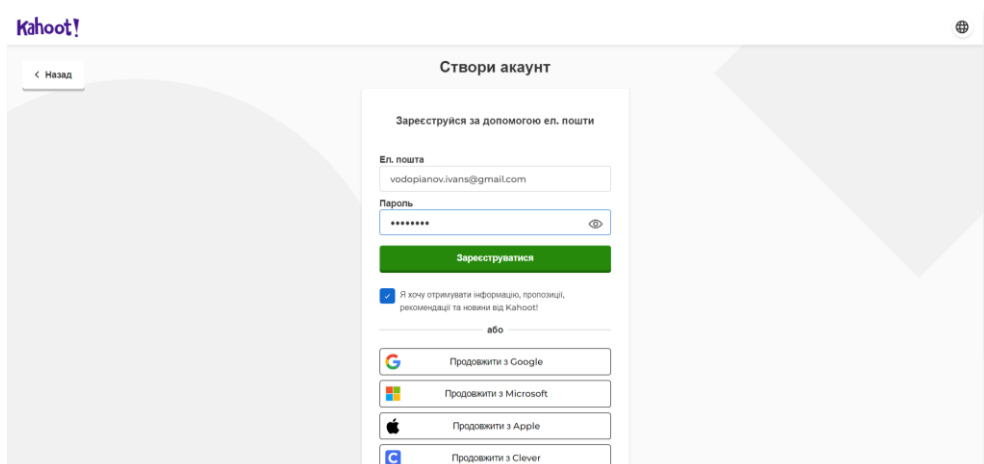 Kahoot!
Назад
Створи акаунт
Зареєструйся за допомогою ел. пошти
Ел. пошта
vodopianov.ivans@gmail.com
Пароль
••••••••
Зареєструватися
Я хочу отримувати інформацію, пропозиції,
рекомендації та новини від Kahoot!
або
Продовжити з Google
Продовжити з Microsoft
Продовжити з Apple
Продовжити з Clever